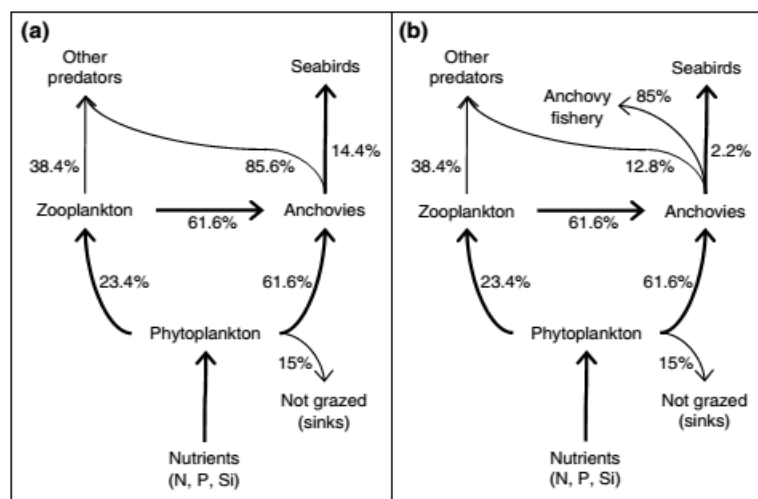 (a)
Other
predators
Seabirds
38.4%
85.6%
14.4%
Zooplankton
61.6%
Anchovies
23.4%
61.6%
Phytoplankton
15%
Not grazed
(sinks)
Nutrients
(N, P, Si)
(b)
Other
predators
Seabirds
Anchovy
fishery
85%
38.4%
12.8%
2.2%
Zooplankton
61.6%
Anchovies
23.4%
61.6%
Phytoplankton
15%
Not grazed
(sinks)
Nutrients
(N, P, Si)